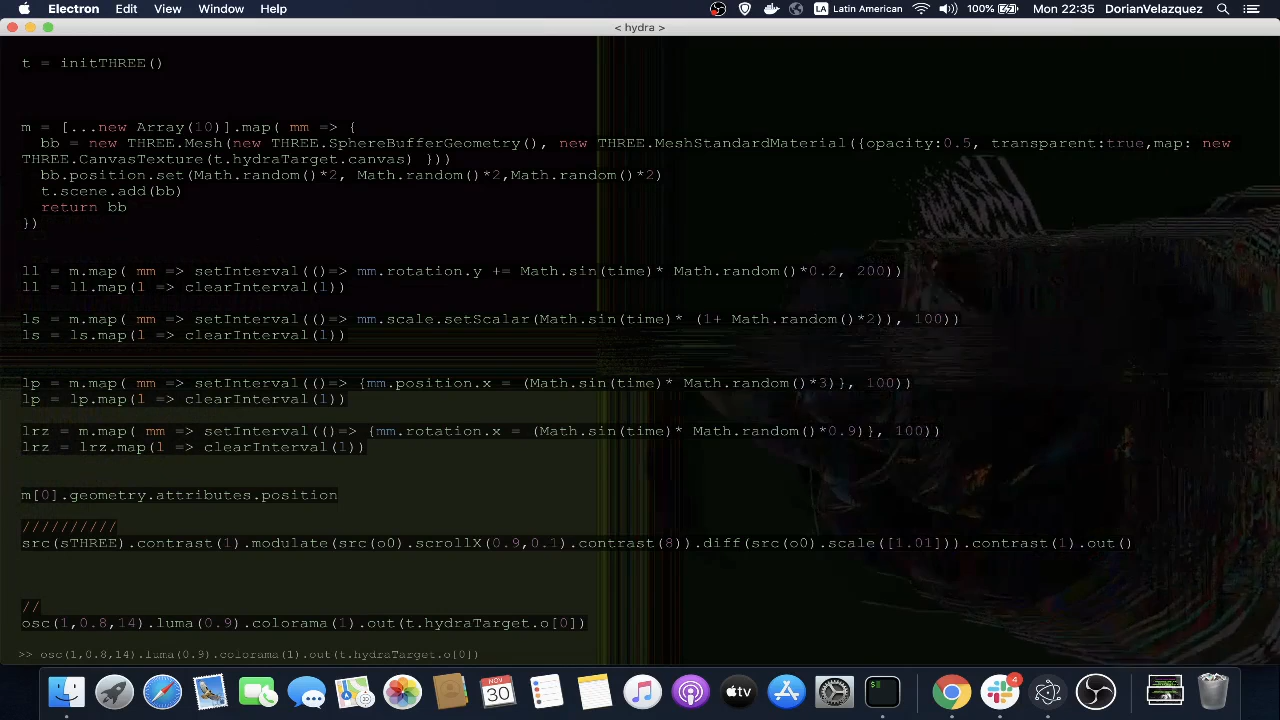 Electron Edit View Window Help LA Latin American 100% Mon 22:35 DorianVelazquez
< hydra >
t = initTHREE()
m = [...new Array(10)].map( mm => {
bb = new THREE.Mesh(new THREE.SphereBufferGeometry(), new THREE.MeshStandardMaterial({opacity:0.5, transparent:true,map: new
THREE.CanvasTexture(t.hydraTarget.canvas) }))
bb.position.set(Math.random()*2, Math.random()*2,Math.random()*2)
t.scene.add(bb)
return bb
})
ll = m.map( mm => setInterval(()=> mm.rotation.y += Math.sin(time)* Math.random()*0.2, 200))
ll = ll.map(l => clearInterval(l))
ls = m.map( mm => setInterval(()=> mm.scale.setScalar(Math.sin(time)* (1+ Math.random()*2)), 100))
ls = ls.map(l => clearInterval(l))
lp = m.map( mm => setInterval(()=> {mm.position.x = (Math.sin(time)* Math.random()*3)}, 100))
lp = lp.map(l => clearInterval(l))
lrz = m.map( mm => setInterval(()=> {mm.rotation.x = (Math.sin(time)* Math.random()*0.9)}, 100))
lrz = lrz.map(l => clearInterval(l))
m[0].geometry.attributes.position
//////////
src(sTHREE).contrast(1).modulate(src(o0).scrollX(0.9,0.1).contrast(8)).diff(src(o0).scale([1.01])).contrast(1).out()
//
osc(1,0.8,14).luma(0.9).colorama(1).out(t.hydraTarget.o[0])
>> osc(1,0.8,14).luma(0.9).colorama(1).out(t.hydraTarget.o[0])
NOV
30
tv
4